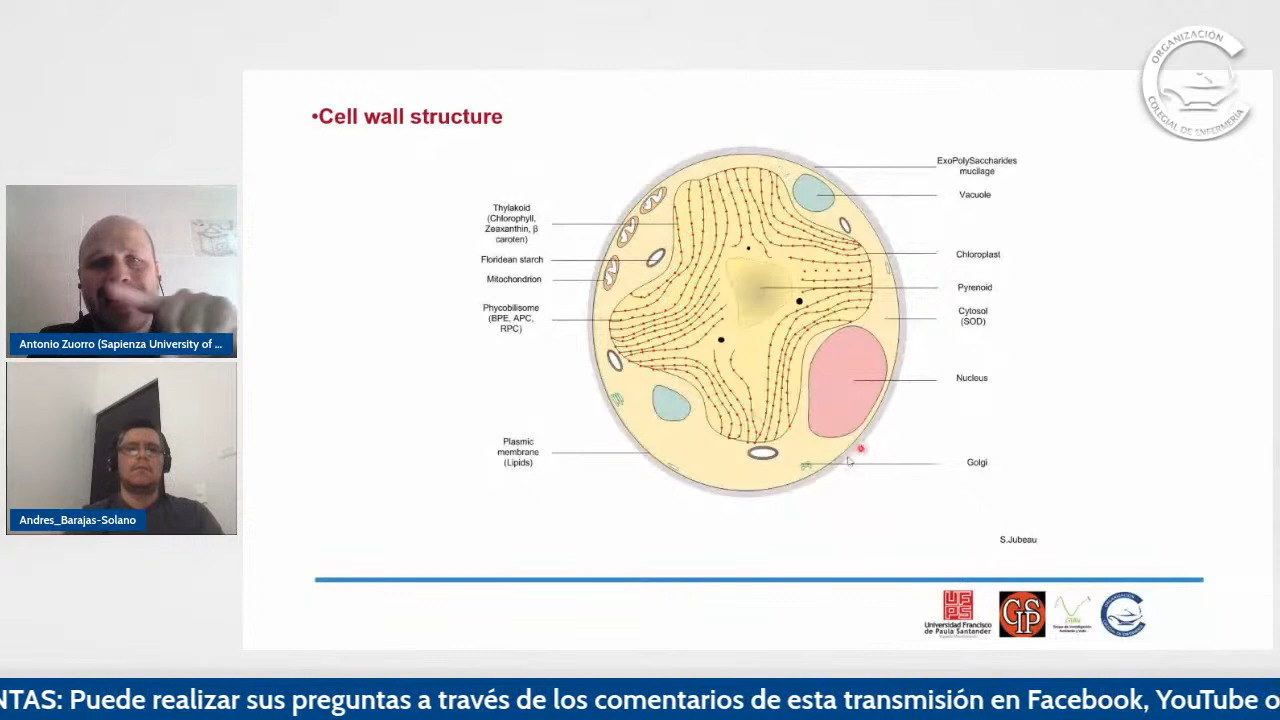 ORGANIZACIÓN
COLEGIAL DE ENFERMERÍA
•Cell wall structure
ExoPolySaccharides
mucilage
Vacuole
Thylakoid
(Chlorophyll,
Zeaxanthin, β
caroten)
Chloroplast
Floridean starch
Mitochondrion
Pyrenoid
Phycobilisome
(BPE, APC,
RPC)
Cytosol
(SOD)
Nucleus
Plasmic
membrane
(Lipids)
Golgi
S.Jubeau
Antonio Zuorro (Sapienza University of ...
Andres_Barajas-Solano
UFPS
Universidad Francisco
de Paula Santander
NTAS: Puede realizar sus preguntas a través de los comentarios de esta transmisión en Facebook, YouTube o